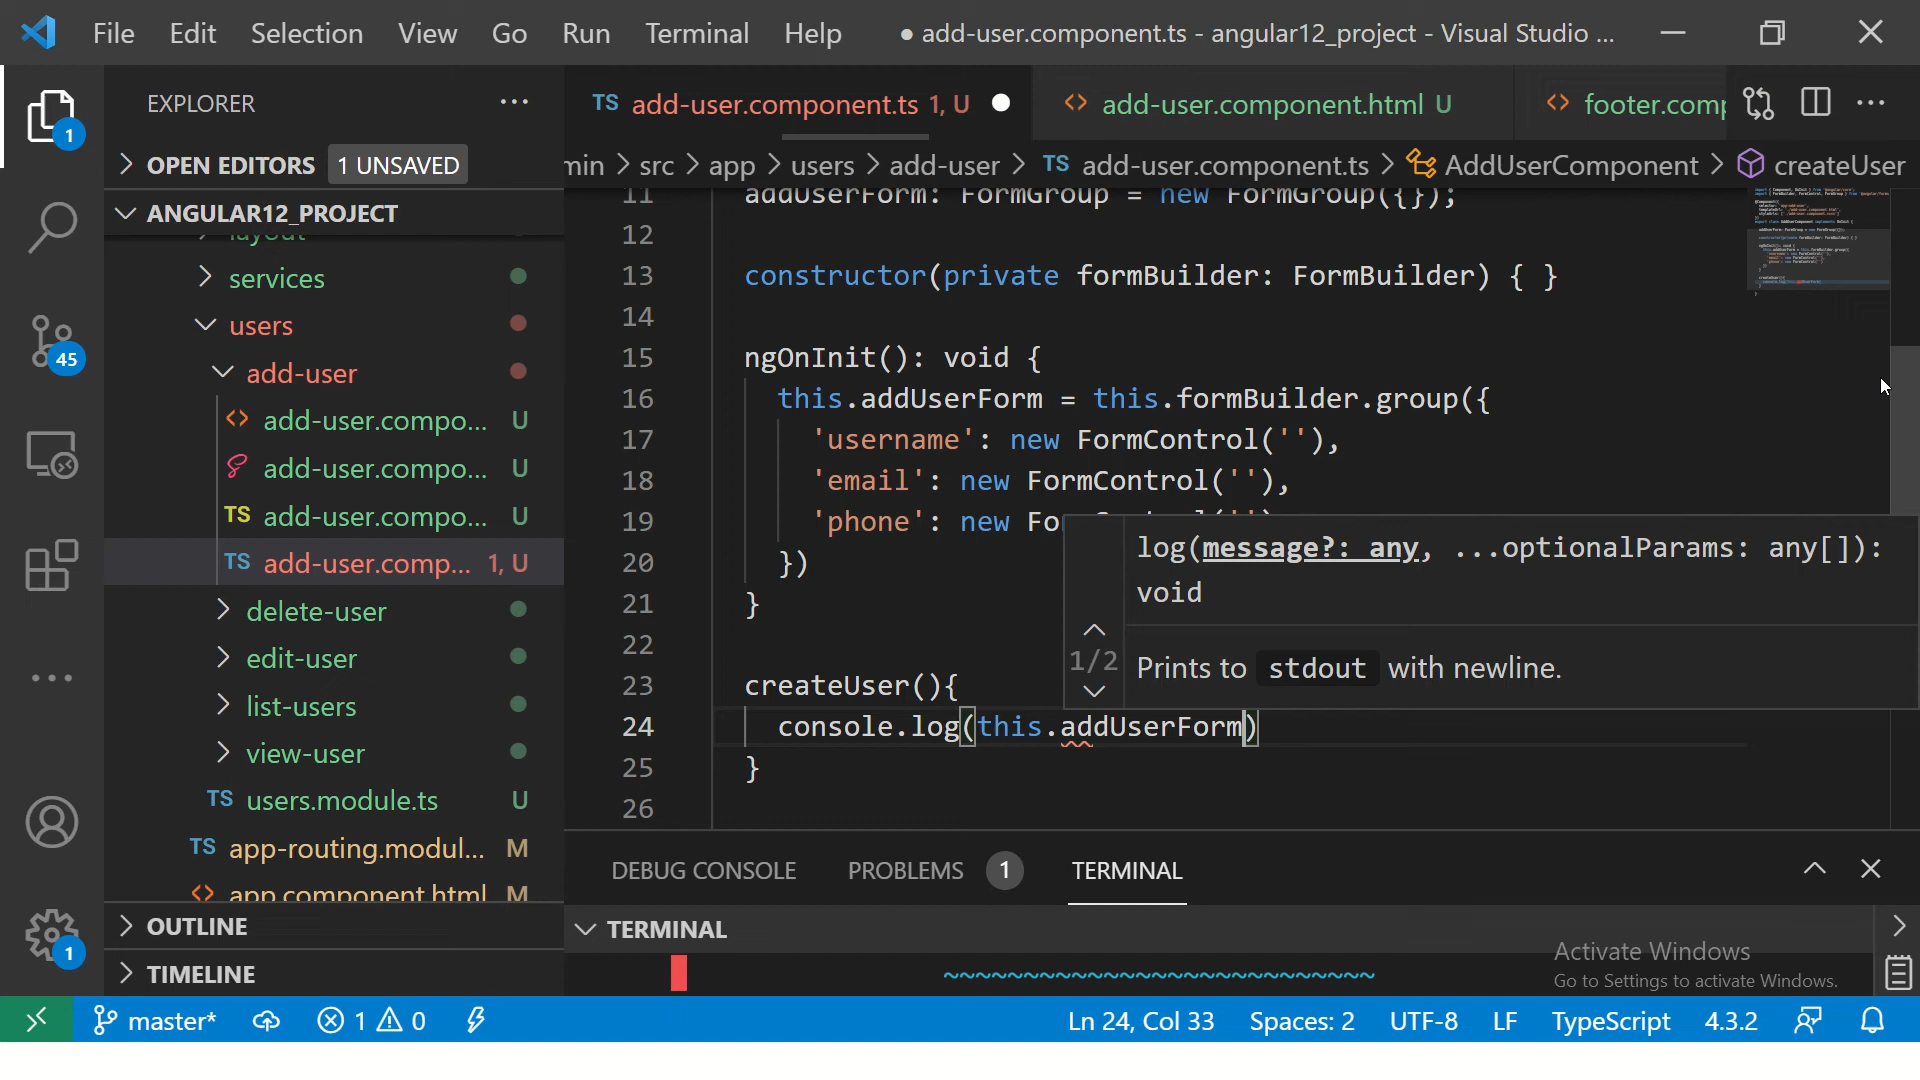 File Edit Selection View Go Run Terminal Help ● add-user.component.ts - angular12_project - Visual Studio ...
EXPLORER ...
TS add-user.component.ts 1, U
<> add-user.component.html U
<> footer.comp
...
OPEN EDITORS 1 UNSAVED
min > src > app > users > add-user > TS add-user.component.ts > AddUserComponent > createUser
ANGULAR12_PROJECT
layout
services
users
add-user
<> add-user.compo... U
add-user.compo... U
TS add-user.compo... U
TS add-user.comp... 1, U
delete-user
edit-user
list-users
view-user
TS users.module.ts U
TS app-routing.modul... M
<> app.component.html M
OUTLINE
TIMELINE
1
45
1
11 addUserForm: FormGroup = new FormGroup({});
12
13 constructor(private formBuilder: FormBuilder) { }
14
15 ngOnInit(): void {
16 this.addUserForm = this.formBuilder.group({
17 'username': new FormControl(''),
18 'email': new FormControl(''),
19 'phone': new Fo
20 })
21 }
22
23 createUser(){
24 console.log(this.addUserForm)
25 }
26
log(message?: any, ...optionalParams: any[]):
void
1/2
Prints to stdout with newline.
DEBUG CONSOLE PROBLEMS 1 TERMINAL
TERMINAL
~~~~~~~~~~~~~~~~~~~~~~~~~~~
Activate Windows
Go to Settings to activate Windows.
master* 1 0 Ln 24, Col 33 Spaces: 2 UTF-8 LF TypeScript 4.3.2